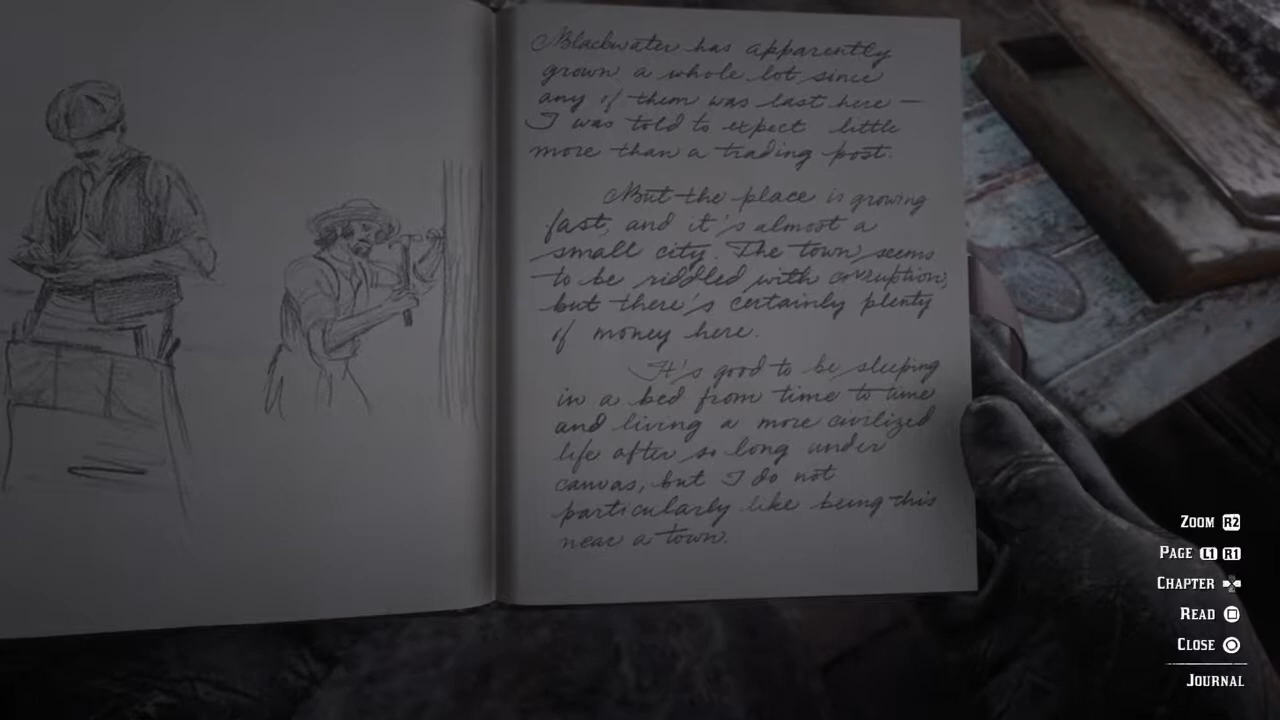 Blackwater has apparently
grown a whole lot since
any of them was last here —
I was told to expect little
more than a trading post.
But the place is growing
fast, and it's almost a
small city. The town seems
to be riddled with corruption,
but there's certainly plenty
of money here.
It's good to be sleeping
in a bed from time to time
and living a more civilized
life after so long under
canvas, but I do not
particularly like being this
near a town.
ZOOM R2
PAGE L1 R1
CHAPTER
READ
CLOSE
JOURNAL